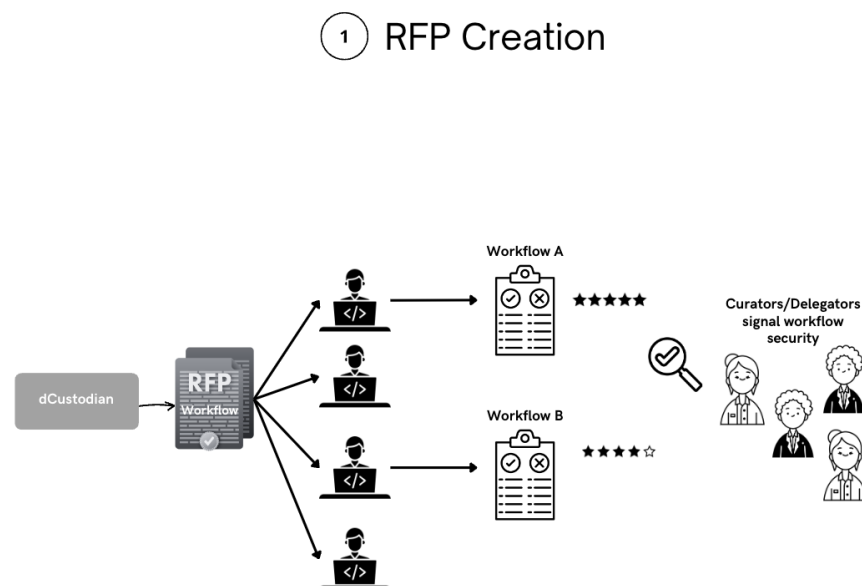 1 RFP Creation
Workflow A
Curators/Delegators
signal workflow
security
</>
</>
RFP
Workflow
dCustodian
Workflow B
</>
</>